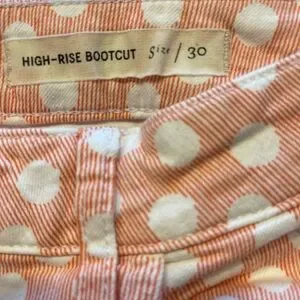 HIGH-RISE BOOTCUT size / 30